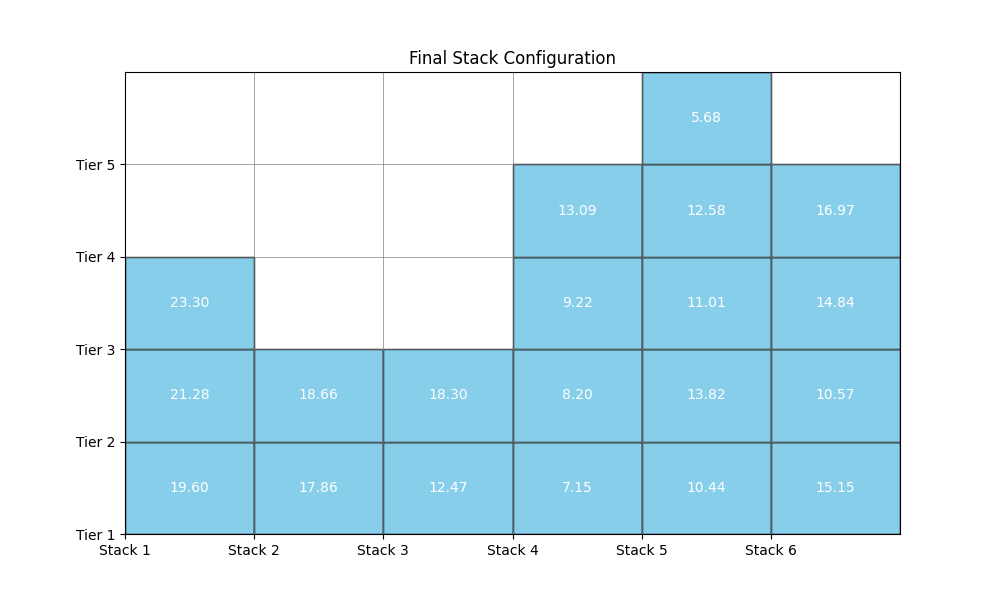 Final Stack Configuration
5.68
Tier 5
13.09 12.58 16.97
Tier 4
23.30 9.22 11.01 14.84
Tier 3
21.28 18.66 18.30 8.20 13.82 10.57
Tier 2
19.60 17.86 12.47 7.15 10.44 15.15
Tier 1
Stack 1 Stack 2 Stack 3 Stack 4 Stack 5 Stack 6